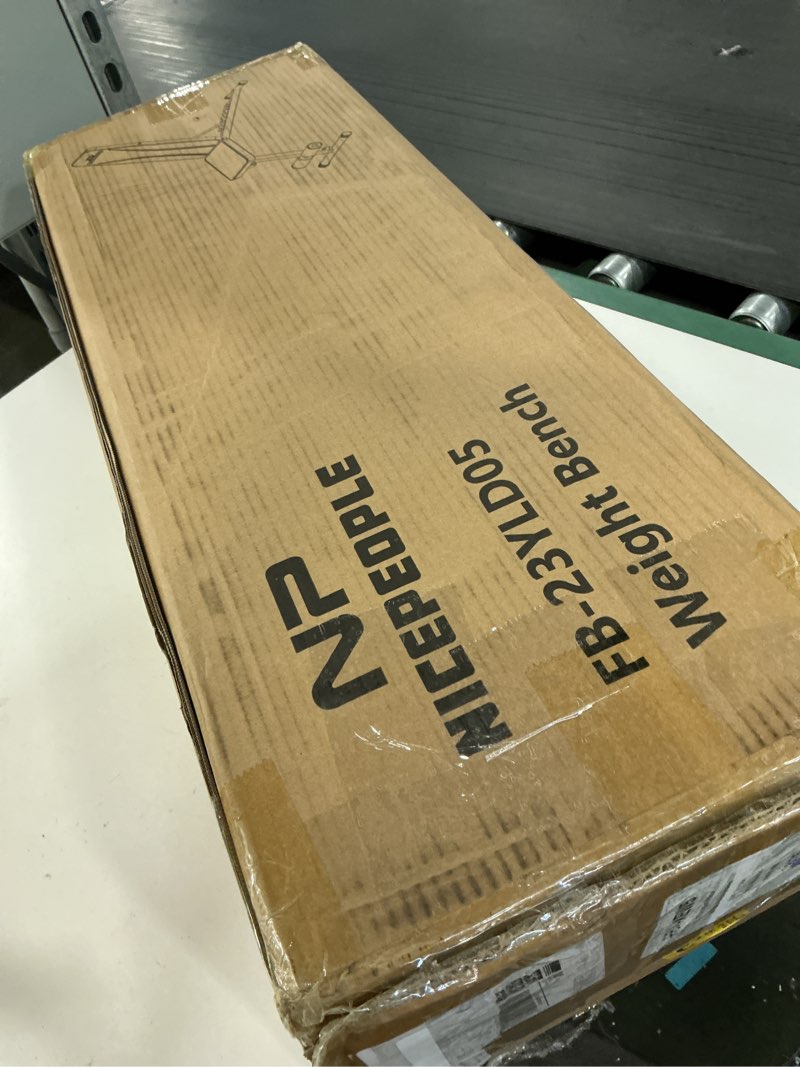 NP
NICEPEOPLE
FB-23YLD05
Weight Bench